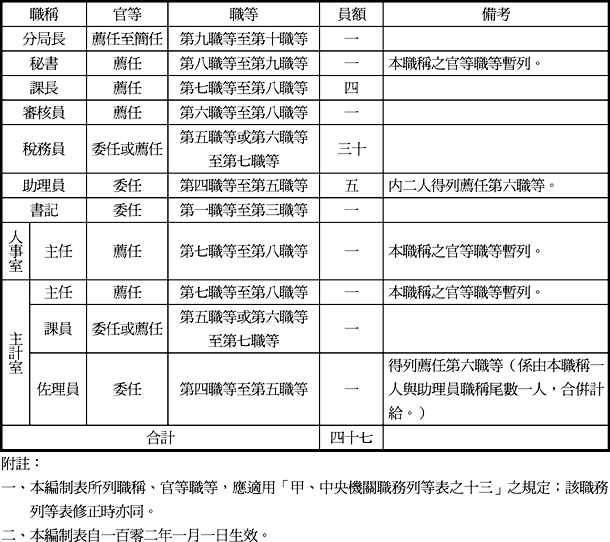 職稱 官等 職等 員額 備考
分局長 薦任至簡任 第九職等至第十職等 一
秘書 薦任 第八職等至第九職等 一 本職稱之官等職等暫列。
課長 薦任 第七職等至第八職等 四
審核員 薦任 第六職等至第八職等 一
稅務員 委任或薦任 第五職等或第六職等
至第七職等 三十
助理員 委任 第四職等至第五職等 五 內二人得列薦任第六職等。
書記 委任 第一職等至第三職等 一
人事室 主任 薦任 第七職等至第八職等 一 本職稱之官等職等暫列。
主計室 主任 薦任 第七職等至第八職等 一 本職稱之官等職等暫列。
課員 委任或薦任 第五職等或第六職等
至第七職等 一
佐理員 委任 第四職等至第五職等 一 得列薦任第六職等（係由本職稱一
人與助理員職稱尾數一人，合併計
給。）
合計 四十七
附註：
一、本編制表所列職稱、官等職等，應適用「甲、中央機關職務列等表之十三」之規定；該職務
列等表修正時亦同。
二、本編制表自一百零二年一月一日生效。